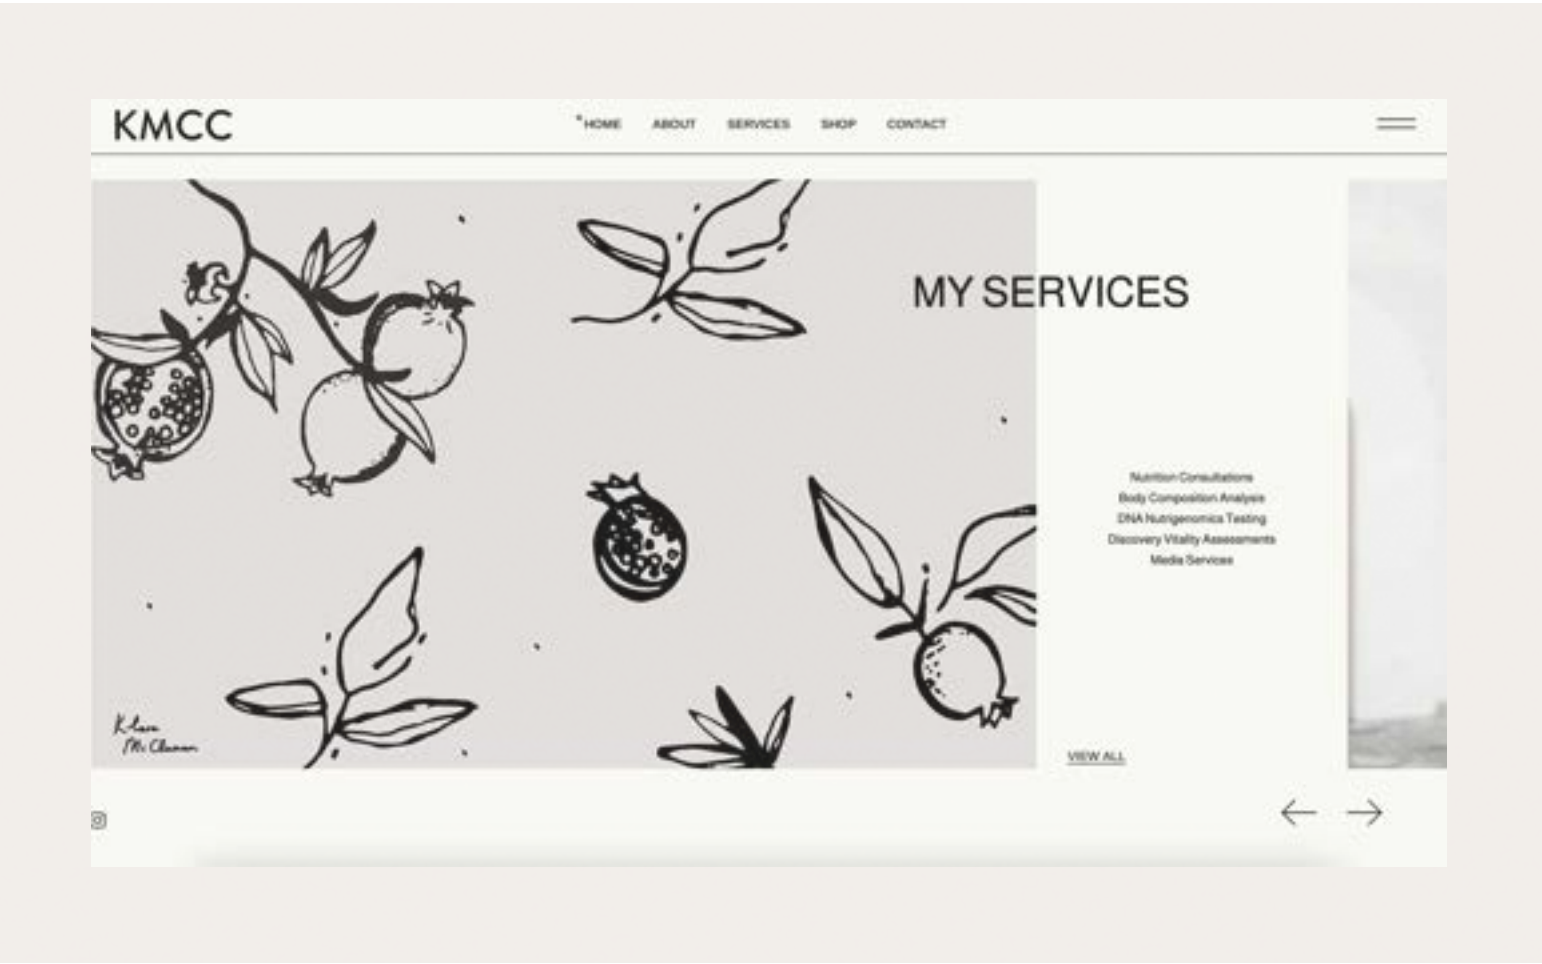 KMCC
HOME ABOUT SERVICES SHOP CONTACT
MY SERVICES
Nutrition Consultations
Body Composition Analysis
DNA Nutrigenomics Testing
Discovery Vitality Assessments
Media Services
VIEW ALL